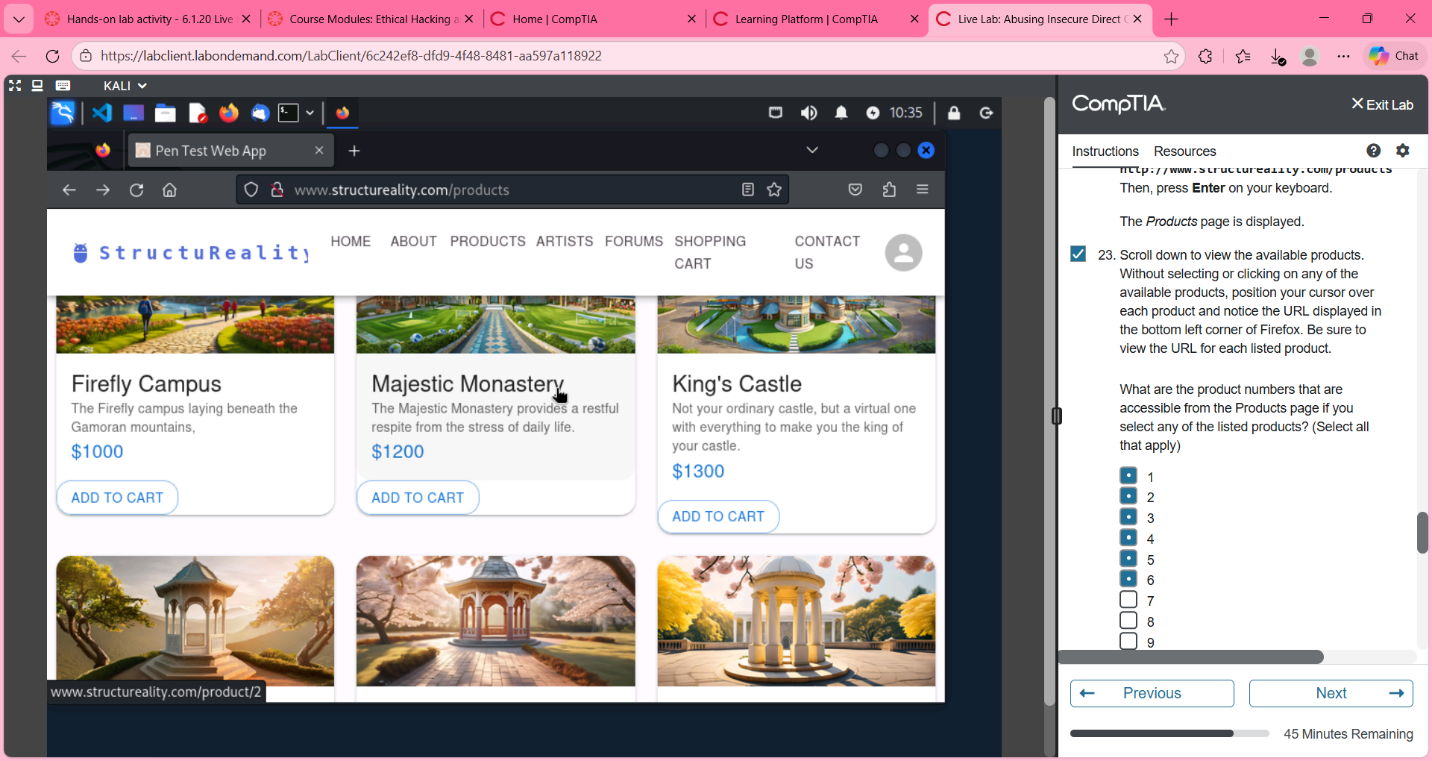 Hands-on lab activity - 6.1.20 Live
Course Modules: Ethical Hacking a
Home | CompTIA
Learning Platform | CompTIA
Live Lab: Abusing Insecure Direct
https://labclient.labondemand.com/LabClient/6c242ef8-dfd9-4f48-8481-aa597a118922
Chat
KALI
10:35
Pen Test Web App
www.structureality.com/products
StructuReality
HOME
ABOUT
PRODUCTS
ARTISTS
FORUMS
SHOPPING
CART
CONTACT
US
Firefly Campus
The Firefly campus laying beneath the
Gamoran mountains,
$1000
ADD TO CART
Majestic Monastery
The Majestic Monastery provides a restful
respite from the stress of daily life.
$1200
ADD TO CART
King's Castle
Not your ordinary castle, but a virtual one
with everything to make you the king of
your castle.
$1300
ADD TO CART
www.structureality.com/product/2
CompTIA.
Exit Lab
Instructions
Resources
http://www.structureality.com/products
Then, press Enter on your keyboard.
The Products page is displayed.
23. Scroll down to view the available products.
Without selecting or clicking on any of the
available products, position your cursor over
each product and notice the URL displayed in
the bottom left corner of Firefox. Be sure to
view the URL for each listed product.
What are the product numbers that are
accessible from the Products page if you
select any of the listed products? (Select all
that apply)
1
2
3
4
5
6
7
8
9
Previous
Next
45 Minutes Remaining